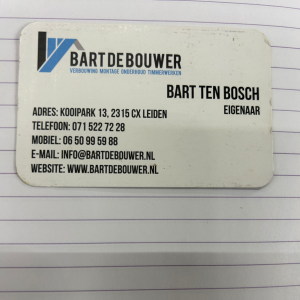 BART DE BOUWER
VERBOUWING MONTAGE ONDERHOUD TIMMERWERKEN
BART TEN BOSCH
EIGENAAR
ADRES: KOOIPARK 13, 2315 CX LEIDEN
TELEFOON: 071 522 72 28
MOBIEL: 06 50 99 59 88
E-MAIL: INFO@BARTDEBOUWER.NL
WEBSITE: WWW.BARTDEBOUWER.NL